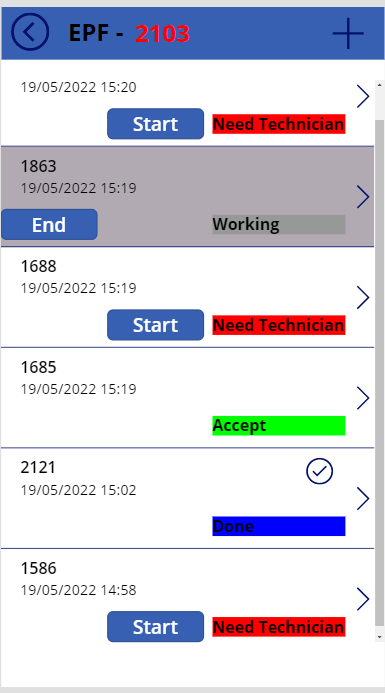 EPF - 2103
19/05/2022 15:20
Start Need Technician
1863
19/05/2022 15:19
End Working
1688
19/05/2022 15:19
Start Need Technician
1685
19/05/2022 15:19
Accept
2121
19/05/2022 15:02
Done
1586
19/05/2022 14:58
Start Need Technician